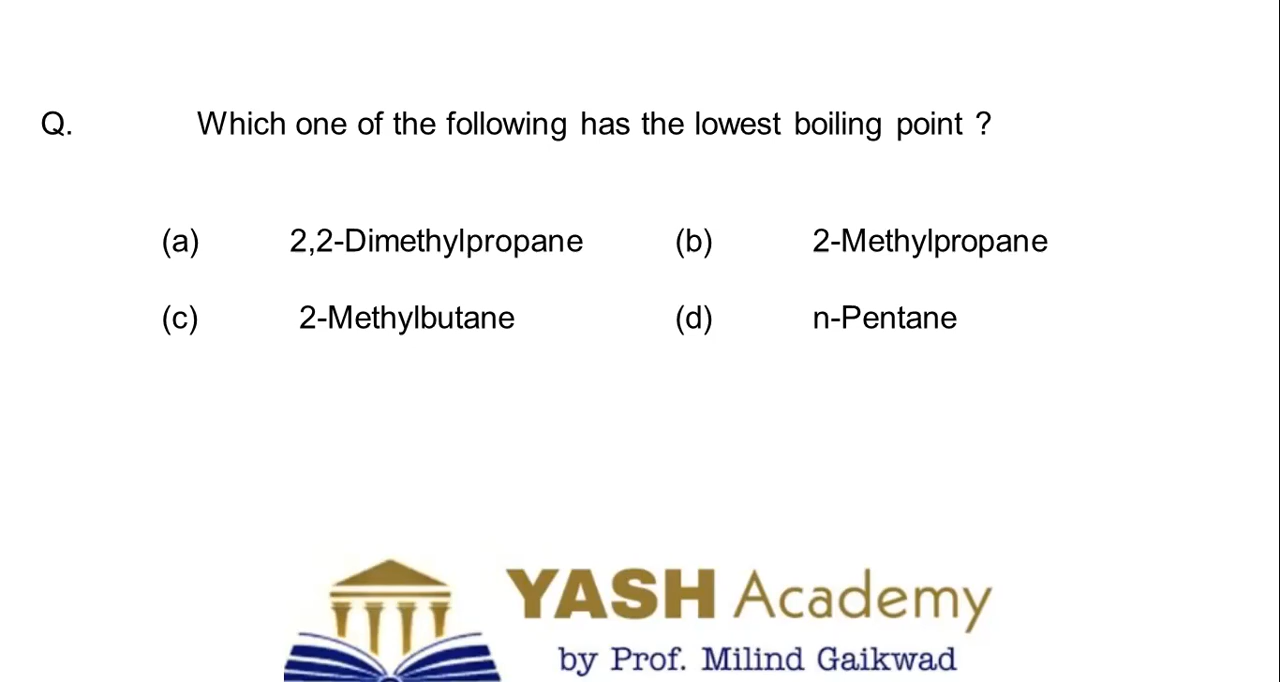 Q. Which one of the following has the lowest boiling point ?
(a) 2,2-Dimethylpropane (b) 2-Methylpropane
(c) 2-Methylbutane (d) n-Pentane
YASH Academy
by Prof. Milind Gaikwad